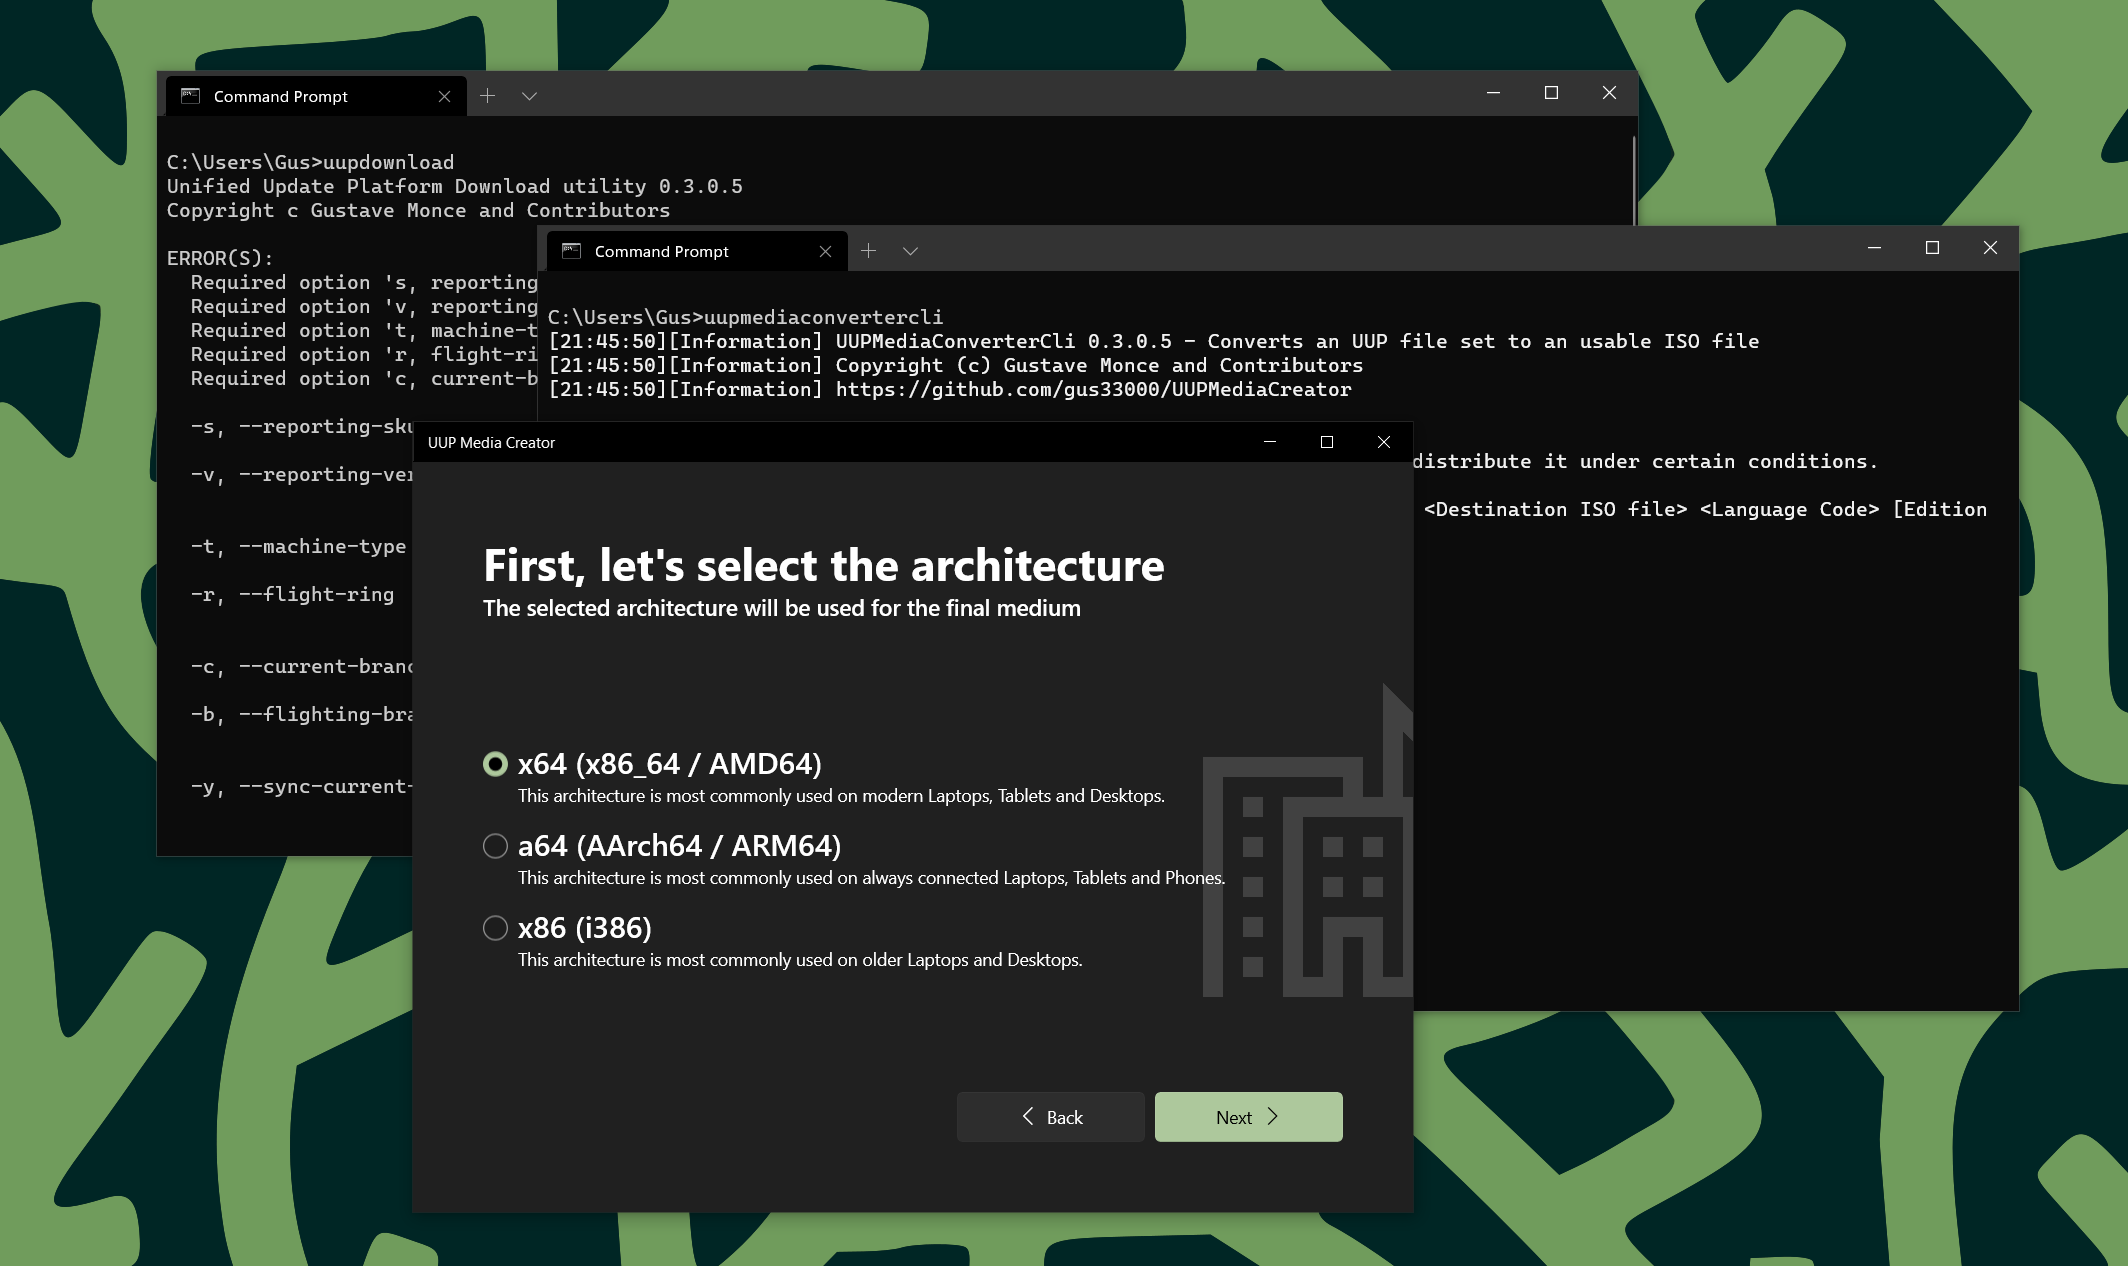 Command Prompt
C:\Users\Gus>uupdownload
Unified Update Platform Download utility 0.3.0.5
Copyright c Gustave Monce and Contributors
ERROR(S):
Required option 's, reporting
Required option 'v, reporting
Required option 't, machine-t
Required option 'r, flight-ri
Required option 'c, current-b
-s, --reporting-sku
-v, --reporting-ver
-t, --machine-type
-r, --flight-ring
-c, --current-branc
-b, --flighting-bra
-y, --sync-current-
Command Prompt
C:\Users\Gus>uupmediaconvertercli
[21:45:50][Information] UUPMediaConverterCli 0.3.0.5 - Converts an UUP file set to an usable ISO file
[21:45:50][Information] Copyright (c) Gustave Monce and Contributors
[21:45:50][Information] https://github.com/gus33000/UUPMediaCreator
distribute it under certain conditions.
<Destination ISO file> <Language Code> [Edition
UUP Media Creator
First, let's select the architecture
The selected architecture will be used for the final medium
x64 (x86_64 / AMD64)
This architecture is most commonly used on modern Laptops, Tablets and Desktops.
a64 (AArch64 / ARM64)
This architecture is most commonly used on always connected Laptops, Tablets and Phones.
x86 (i386)
This architecture is most commonly used on older Laptops and Desktops.
Back
Next